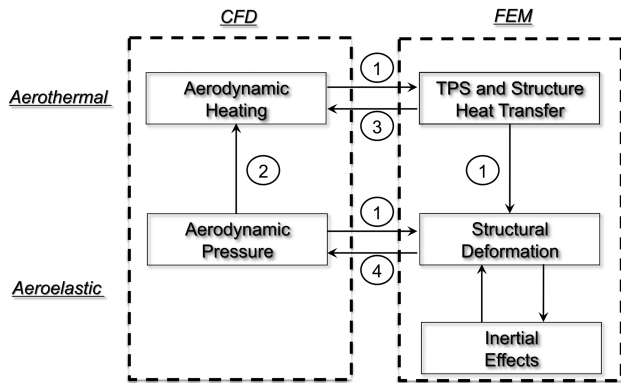 CFD
FEM
Aerothermal
Aerodynamic
Heating
1
3
TPS and Structure
Heat Transfer
2
1
Aeroelastic
Aerodynamic
Pressure
1
4
Structural
Deformation
Inertial
Effects